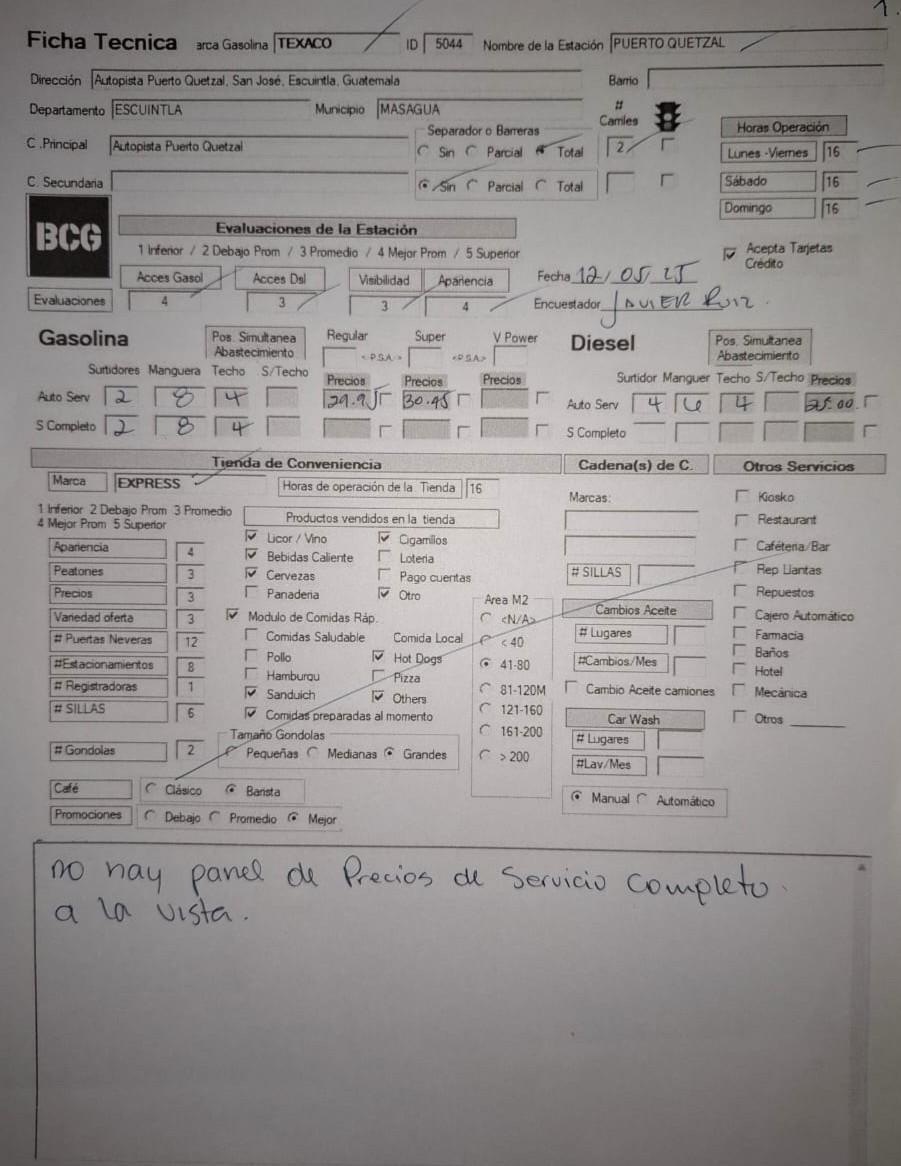 1.
Ficha Tecnica arca Gasolina TEXACO ID 5044 Nombre de la Estación PUERTO QUETZAL
Dirección Autopista Puerto Quetzal, San José, Escuintla, Guatemala Barrio
Departamento ESCUINTLA Municipio MASAGUA # Carriles
C .Principal Autopista Puerto Quetzal Separador o Barreras Sin Parcial Total 2 Horas Operación
Lunes -Viernes 16
C. Secundaria Sin Parcial Total Sábado 16
Domingo 16
BCG Evaluaciones de la Estación
1 Inferior / 2 Debajo Prom / 3 Promedio / 4 Mejor Prom / 5 Superior Acepta Tarjetas Crédito
Acces Gasol Acces Dsl Visibilidad Apariencia Fecha 12/05/25
Evaluaciones 4 3 3 4 Encuestador JAVIER Ruiz.
Gasolina Pos. Simultanea Abastecimiento Regular Super V Power Diesel Pos. Simultanea Abastecimiento
<-P.S.A.-> <P.S.A.>
Surtidores Manguera Techo S/Techo Precios Precios Precios Surtidor Manguer Techo S/Techo Precios
Auto Serv 2 8 4 29.95 30.45 Auto Serv 4 4 25.00
S Completo 2 8 4 S Completo
Tienda de Conveniencia Cadena(s) de C. Otros Servicios
Marca EXPRESS Horas de operación de la Tienda 16 Marcas: Kiosko
1 Inferior 2 Debajo Prom 3 Promedio Productos vendidos en la tienda Restaurant
4 Mejor Prom 5 Superior Licor / Vino Cigarrillos
Apariencia 4 Bebidas Caliente Loteria Caféteria/Bar
Peatones 3 Cervezas Pago cuentas # SILLAS Rep Llantas
Precios 3 Panaderia Otro Area M2 Repuestos
Variedad oferta 3 Modulo de Comidas Ráp. <N/A> Cambios Aceite Cajero Automático
# Puertas Neveras 12 Comidas Saludable Comida Local < 40 # Lugares Farmacia
#Estacionamientos 8 Pollo Hot Dogs 41-80 #Cambios/Mes Baños
Hamburqu Pizza Hotel
# Registradoras 1 Sanduich Others 81-120M Cambio Aceite camiones Mecánica
# SILLAS 6 Comidas preparadas al momento 121-160 Car Wash Otros
Tamaño Gondolas 161-200 # Lugares
# Gondolas 2 Pequeñas Medianas Grandes > 200 #Lav/Mes
Café Clásico Barista Manual Automático
Promociones Debajo Promedio Mejor
no hay panel de Precios de Servicio Completo.
a la vista.